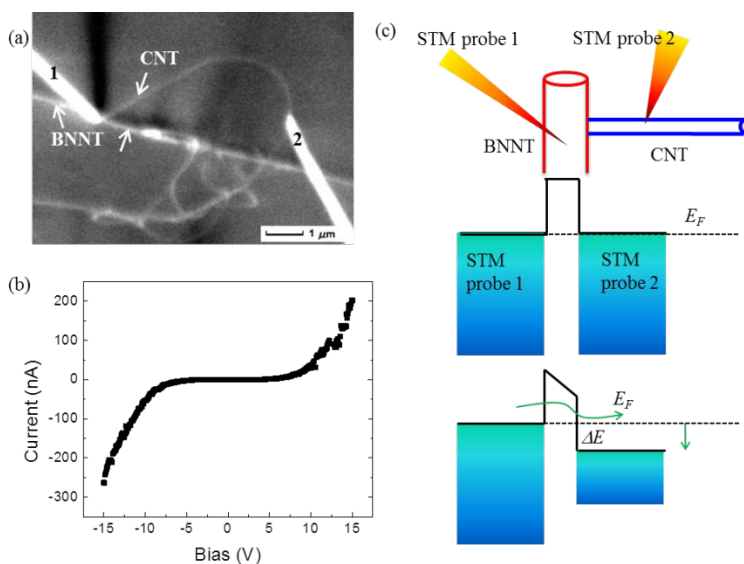 (a)
CNT
1
BNNT
2
1 μm
(b)
200
100
0
-100
-200
-300
Current (nA)
-15
-10
-5
0
5
10
15
Bias (V)
(c)
STM probe 1
STM probe 2
BNNT
CNT
E_F
STM
probe 1
STM
probe 2
E_F
ΔE